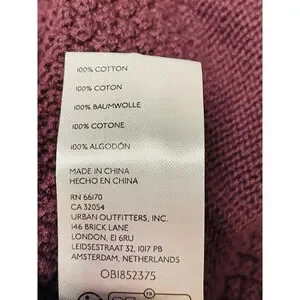 100% COTTON
100% COTON
100% BAUMWOLLE
100% COTONE
100% ALGODÓN
MADE IN CHINA
HECHO EN CHINA
RN 66170
CA 32054
URBAN OUTFITTERS, INC.
146 BRICK LANE
LONDON, E1 6RU
LEIDSESTRAAT 32, 1017 PB
AMSTERDAM, NETHERLANDS
OB1852375